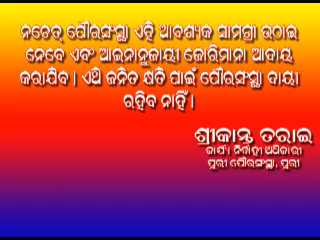 ନଚେତ୍ ପୌରସଂସ୍ଥା ଏହି ଆବଶ୍ୟକ ସାମଗ୍ରୀ ଉଠାଇ
ନେବେ ଏବଂ ଆଇନାନୁଜାୟୀ ଜୋରିମାନା ଆଦାୟ
କରାଯିବ । ଏଥି ଜନିତ କ୍ଷତି ପାଇଁ ପୌରସଂସ୍ଥା ଦାୟୀ
ରହିବ ନାହିଁ ।
ଶ୍ରୀକାନ୍ତ ତରାଇ
କାର୍ଯ୍ୟ ନିର୍ବାହୀ ଅଧିକାରୀ
ପୁରୀ ପୌରସଂସ୍ଥା, ପୁରୀ